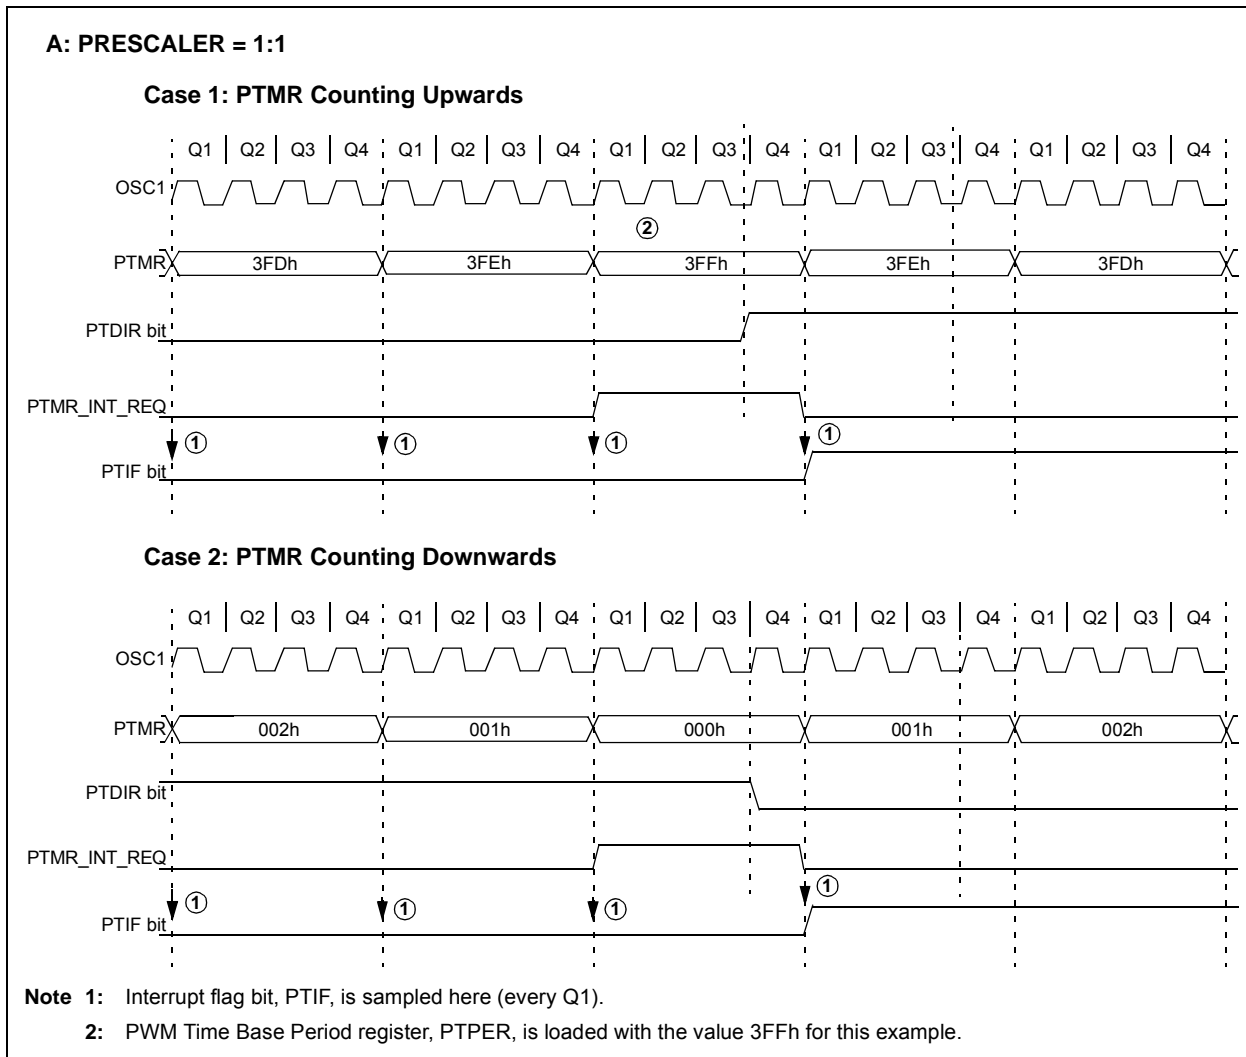 A: PRESCALER = 1:1
Case 1: PTMR Counting Upwards
Q1 Q2 Q3 Q4 Q1 Q2 Q3 Q4 Q1 Q2 Q3 Q4 Q1 Q2 Q3 Q4 Q1 Q2 Q3 Q4
OSC1
2
PTMR 3FDh 3FEh 3FFh 3FEh 3FDh
PTDIR bit
PTMR_INT_REQ
1 1 1 1
PTIF bit
Case 2: PTMR Counting Downwards
Q1 Q2 Q3 Q4 Q1 Q2 Q3 Q4 Q1 Q2 Q3 Q4 Q1 Q2 Q3 Q4 Q1 Q2 Q3 Q4
OSC1
PTMR 002h 001h 000h 001h 002h
PTDIR bit
PTMR_INT_REQ
1 1 1 1
PTIF bit
Note 1: Interrupt flag bit, PTIF, is sampled here (every Q1).
2: PWM Time Base Period register, PTPER, is loaded with the value 3FFh for this example.